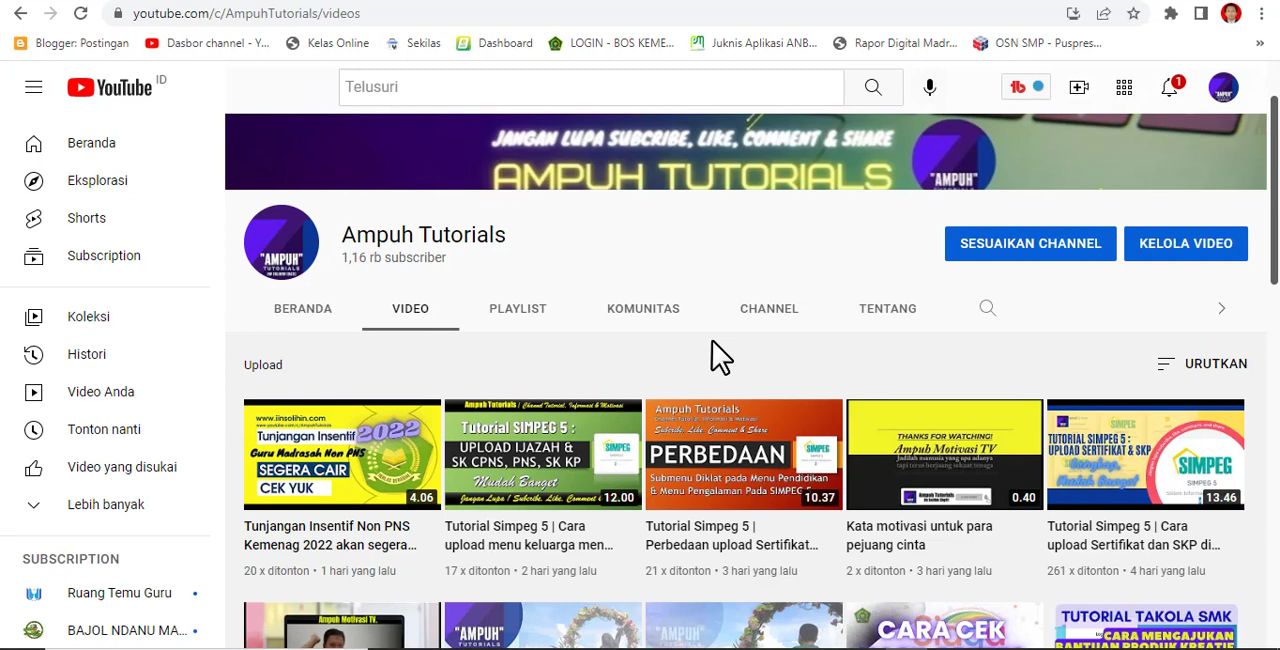 youtube.com/c/AmpuhTutorials/videos
Blogger: Postingan
Dasbor channel - Y...
Kelas Online
Sekilas
Dashboard
LOGIN - BOS KEME...
Juknis Aplikasi ANB...
Rapor Digital Madr...
OSN SMP - Puspres...
»
YouTube ID
Telusuri
1
Beranda
Eksplorasi
Shorts
Subscription
Koleksi
Histori
Video Anda
Tonton nanti
Video yang disukai
Lebih banyak
SUBSCRIPTION
Ruang Temu Guru
BAJOL NDANU MA...
JANGAN LUPA SUBCRIBE, LIKE, COMMENT & SHARE
AMPUH TUTORIALS
"AMPUH"
"AMPUH"
TUTORIALS
Ampuh Tutorials
1,16 rb subscriber
SESUAIKAN CHANNEL
KELOLA VIDEO
BERANDA
VIDEO
PLAYLIST
KOMUNITAS
CHANNEL
TENTANG
Upload
URUTKAN
www.iinsolihin.com
Tunjangan Insentif 2022
Guru Madrasah Non PNS
SEGERA CAIR
CEK YUK
4.06
Tunjangan Insentif Non PNS
Kemenag 2022 akan segera...
20 x ditonton • 1 hari yang lalu
Ampuh Tutorials | Channel Tutorial, Informasi & Motivasi
Tutorial SIMPEG 5 :
UPLOAD IJAZAH &
SK CPNS, PNS, SK KP
Mudah Banget
Jangan Lupa ! Subcribe, Like, Comment &
12.00
Tutorial Simpeg 5 | Cara
upload menu keluarga men...
17 x ditonton • 2 hari yang lalu
Ampuh Tutorials
Subcribe, Like, Comment & Share
PERBEDAAN
SIMPEG
Submenu Diklat pada Menu Pendidikan
& Menu Pengalaman Pada SIMPEG
10.37
Tutorial Simpeg 5 |
Perbedaan upload Sertifikat...
21 x ditonton • 3 hari yang lalu
THANKS FOR WATCHING!
Ampuh Motivasi TV
Jadilah manusia yang apa adanya
tapi terus berjuang sekuat tenaga
Ampuh Tutorials
0.40
Kata motivasi untuk para
pejuang cinta
2 x ditonton • 3 hari yang lalu
TUTORIAL SIMPEG 5 :
UPLOAD SERTIFIKAT & SKP
Lengkap,
Mudah Banget
SIMPEG
SIMPEG 5
13.46
Tutorial Simpeg 5 | Cara
upload Sertifikat dan SKP di...
261 x ditonton • 4 hari yang lalu
Ampuh Motivasi TV.
"AMPUH"
"AMPUH"
CARA CEK
TUTORIAL TAKOLA SMK
CARA MENGAJUKAN
BANTUAN PRODUK KREATIF